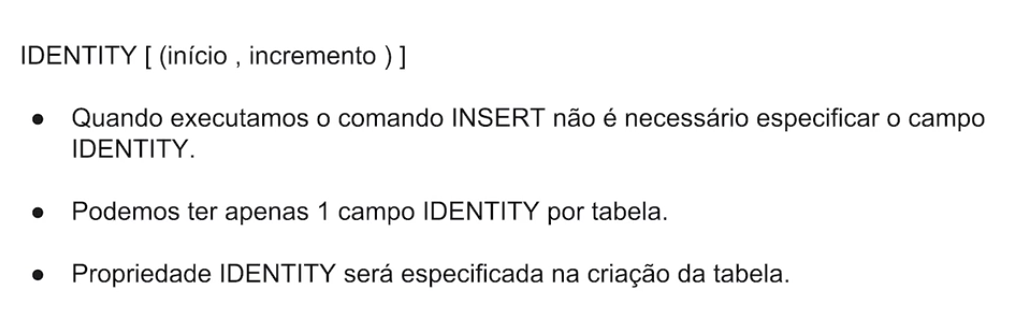 IDENTITY [ (início , incremento ) ]
● Quando executamos o comando INSERT não é necessário especificar o campo
IDENTITY.
● Podemos ter apenas 1 campo IDENTITY por tabela.
● Propriedade IDENTITY será especificada na criação da tabela.